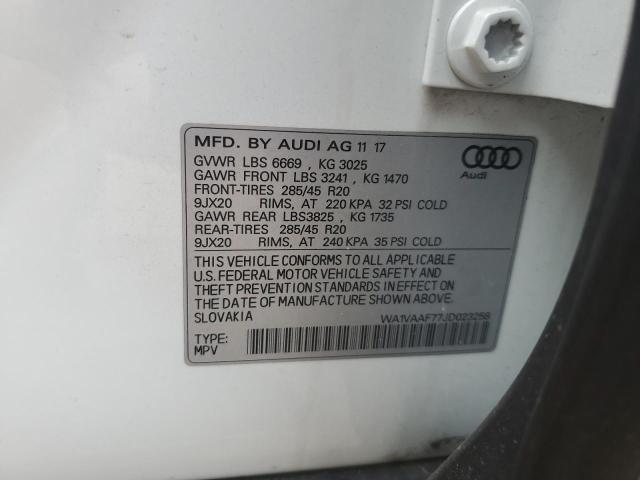 MFD. BY AUDI AG 11 17
GVWR LBS 6669 , KG 3025
GAWR FRONT LBS 3241 , KG 1470
FRONT-TIRES 285/45 R20
9JX20 RIMS, AT 220 KPA 32 PSI COLD
GAWR REAR LBS3825 , KG 1735
REAR-TIRES 285/45 R20
9JX20 RIMS, AT 240 KPA 35 PSI COLD
Audi
THIS VEHICLE CONFORMS TO ALL APPLICABLE
U.S. FEDERAL MOTOR VEHICLE SAFETY AND
THEFT PREVENTION STANDARDS IN EFFECT ON
THE DATE OF MANUFACTURE SHOWN ABOVE.
SLOVAKIA
WA1VAAF77JD023258
TYPE:
MPV